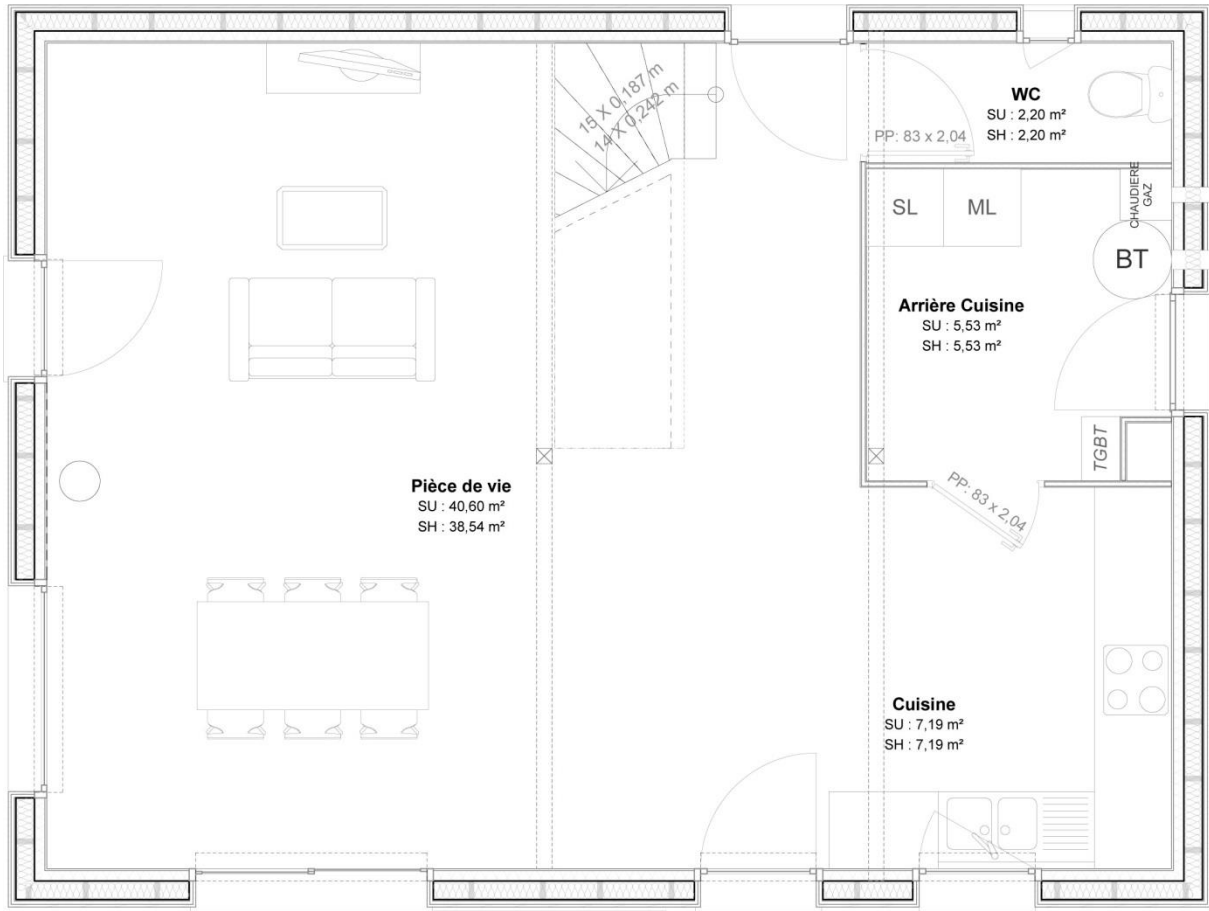 15 X 0,187 m
14 X 0,242 m
WC
SU : 2,20 m²
SH : 2,20 m²
PP: 83 x 2,04
SL
ML
CHAUDIERE
GAZ
BT
Arrière Cuisine
SU : 5,53 m²
SH : 5,53 m²
TGBT
PP: 83 x 2,04
Pièce de vie
SU : 40,60 m²
SH : 38,54 m²
Cuisine
SU : 7,19 m²
SH : 7,19 m²